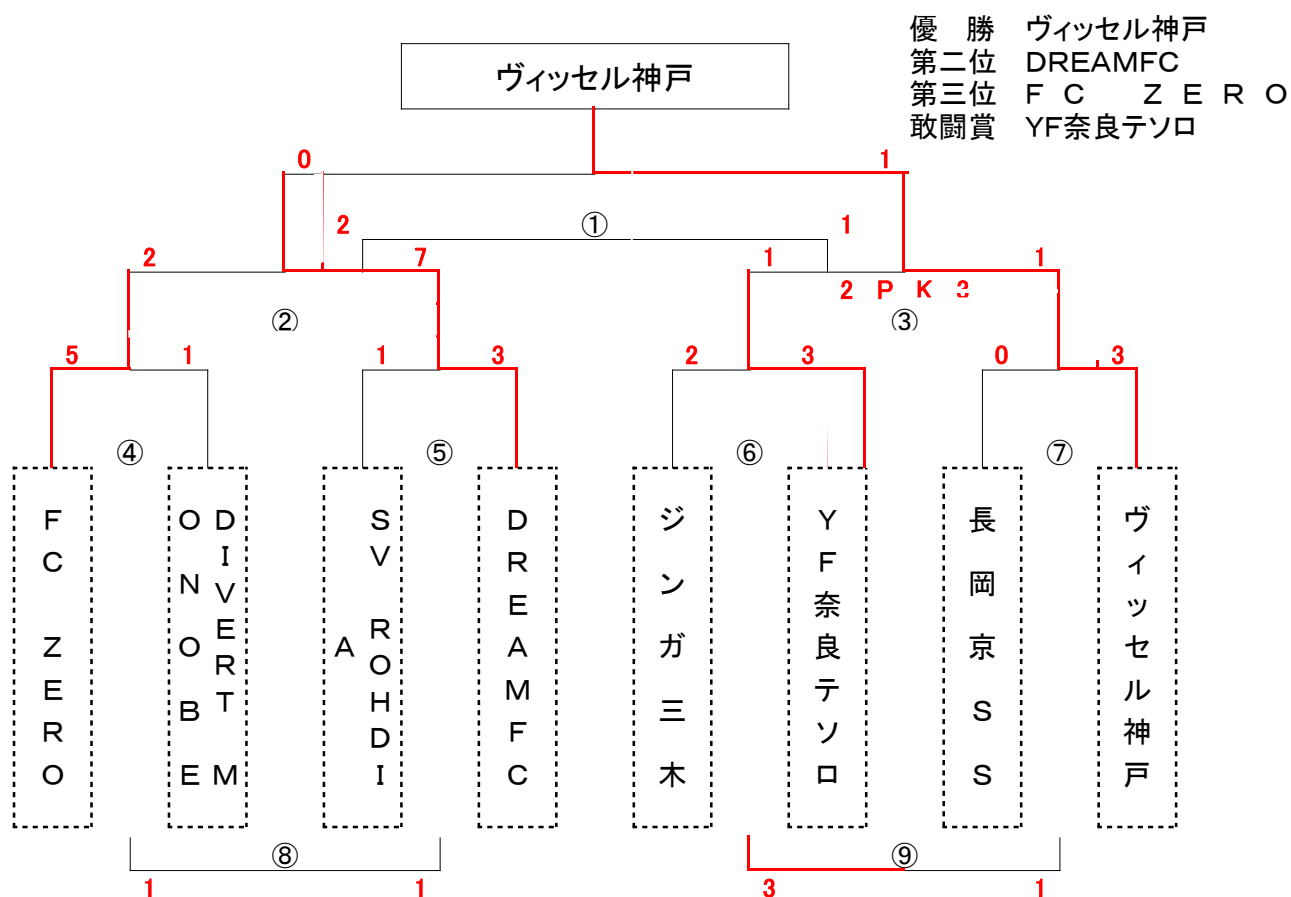 優 勝 ヴィッセル神戸
第二位 DREAMFC
第三位 FC ZERO
敢闘賞 YF奈良テソロ
ヴィッセル神戸
0 1
2 ① 1
2 7 1 1
2 PK 3
② ③
5 1 1 3 2 3 0 3
④ ⑤ ⑥ ⑦
FC ZERO
DIVERT M
ONOBE
SV ROHDI
A
DREAMFC
ジンガ三木
YF奈良テソロ
長岡京SS
ヴィッセル神戸
⑧ ⑨
1 1 3 1